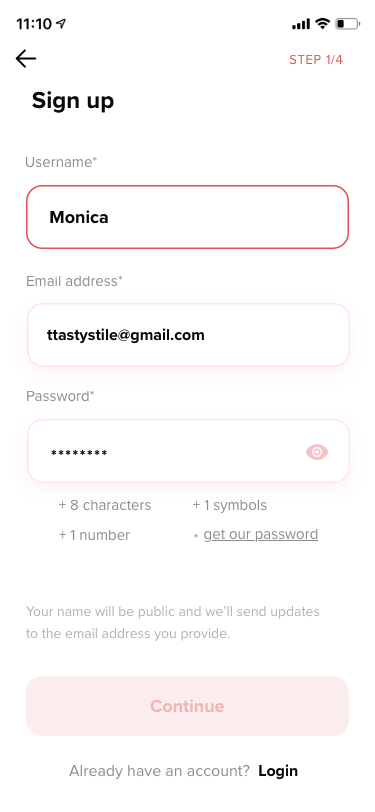 11:10
STEP 1/4
Sign up
Username*
Monica
Email address*
ttastystile@gmail.com
Password*
********
+ 8 characters + 1 symbols
+ 1 number * get our password
Your name will be public and we'll send updates
to the email address you provide.
Continue
Already have an account? Login